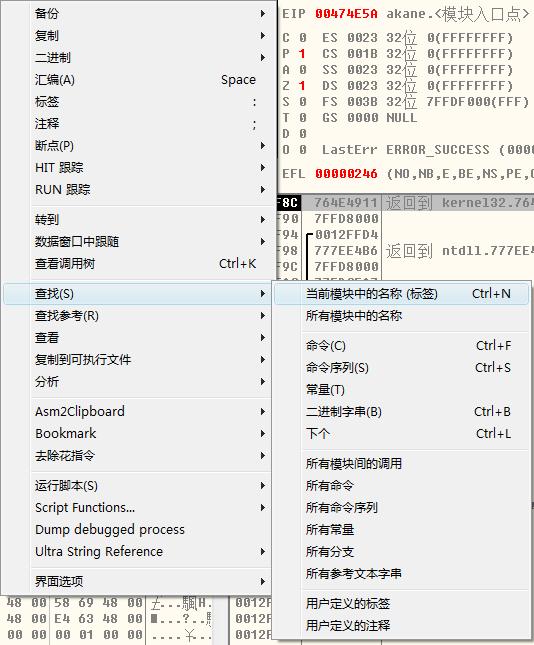 备份
复制
二进制
汇编(A) Space
标签 :
注释 ;
断点(P)
HIT 跟踪
RUN 跟踪
转到
数据窗口中跟随
查看调用树 Ctrl+K
查找(S)
查找参考(R)
查看
复制到可执行文件
分析
Asm2Clipboard
Bookmark
去除花指令
运行脚本(S)
Script Functions...
Dump debugged process
Ultra String Reference
界面选项
EIP 00474E5A akane.<模块入口点>
C 0 ES 0023 32位 0(FFFFFFFF)
P 1 CS 001B 32位 0(FFFFFFFF)
A 0 SS 0023 32位 0(FFFFFFFF)
Z 1 DS 0023 32位 0(FFFFFFFF)
S 0 FS 003B 32位 7FFDF000(FFF)
T 0 GS 0000 NULL
D 0
O 0 LastErr ERROR_SUCCESS (0000
EFL 00000246 (NO,NB,E,BE,NS,PE,
F8C 764E4911 返回到 kernel32.764
F90 7FFD8000
F94 0012FFD4
F98 777EE4B6 返回到 ntdll.777EE4
F9C 7FFD8000
当前模块中的名称 (标签) Ctrl+N
所有模块中的名称
命令(C) Ctrl+F
命令序列(S) Ctrl+S
常量(T)
二进制字串(B) Ctrl+B
下个 Ctrl+L
所有模块间的调用
所有命令
所有命令序列
所有常量
所有分支
所有参考文本字串
用户定义的标签
用户定义的注释
48 00 58 69 48 00
48 00 E4 63 48 00
00 00 00 01 00 00
0012F
0012F
0012F